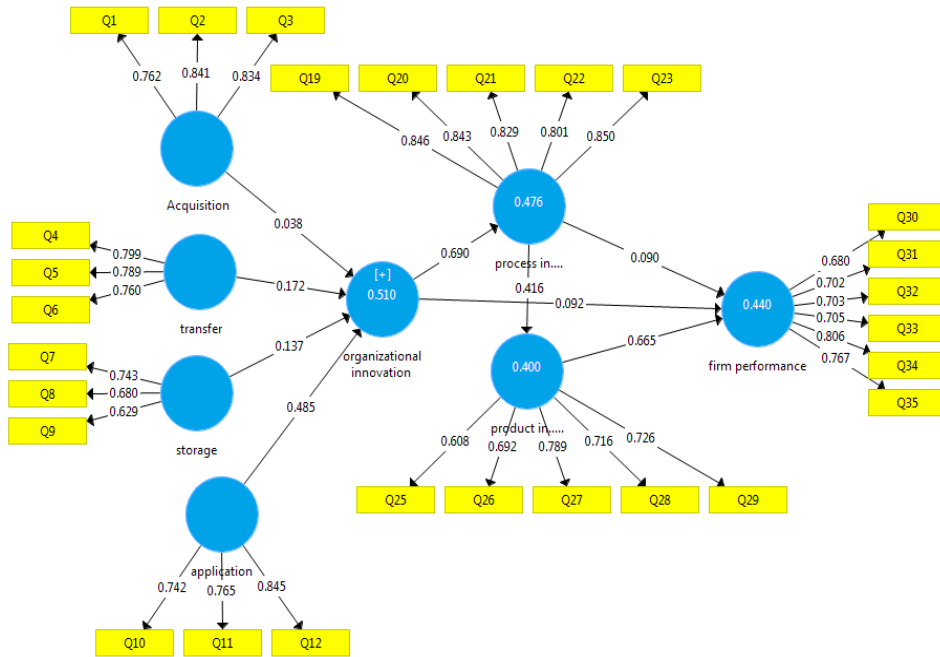 Q1
Q2
Q3
0.762
0.841
0.834
Acquisition
Q19
Q20
Q21
Q22
Q23
0.846
0.843
0.829
0.801
0.850
0.476
process in....
Q4
Q5
Q6
0.799
0.789
0.760
transfer
0.038
0.172
0.137
0.485
[+]
0.510
organizational
innovation
0.690
0.416
0.092
0.090
0.665
Q7
Q8
Q9
0.743
0.680
0.629
storage
0.400
product in.....
0.608
0.692
0.789
0.716
0.726
Q25
Q26
Q27
Q28
Q29
0.440
firm performance
0.680
0.702
0.703
0.705
0.806
0.767
Q30
Q31
Q32
Q33
Q34
Q35
application
0.742
0.765
0.845
Q10
Q11
Q12